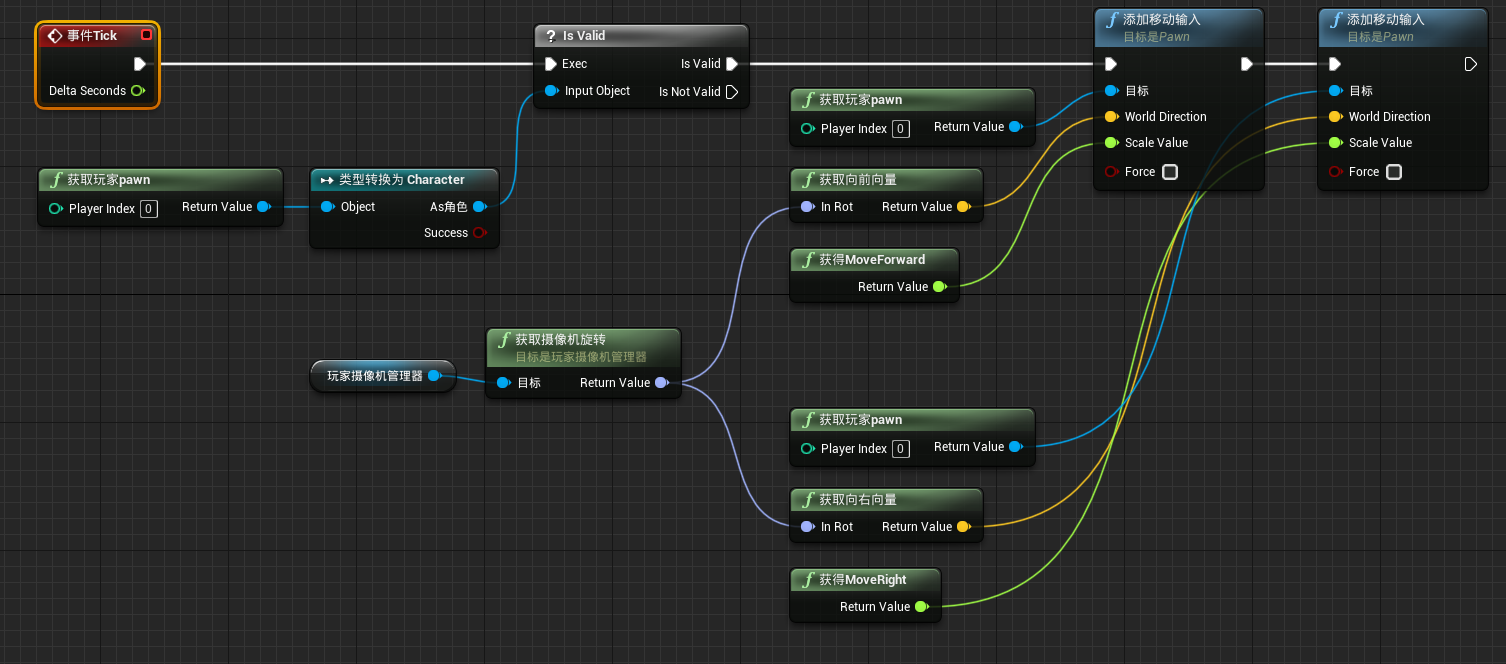 事件Tick
Delta Seconds
Is Valid
Exec
Is Valid
Input Object
Is Not Valid
添加移动输入
目标是Pawn
目标
World Direction
Scale Value
Force
添加移动输入
目标是Pawn
目标
World Direction
Scale Value
Force
获取玩家pawn
Player Index 0
Return Value
获取玩家pawn
Player Index 0
Return Value
类型转换为 Character
Object
As角色
Success
获取向前向量
In Rot
Return Value
获得MoveForward
Return Value
玩家摄像机管理器
获取摄像机旋转
目标是玩家摄像机管理器
目标
Return Value
获取玩家pawn
Player Index 0
Return Value
获取向右向量
In Rot
Return Value
获得MoveRight
Return Value